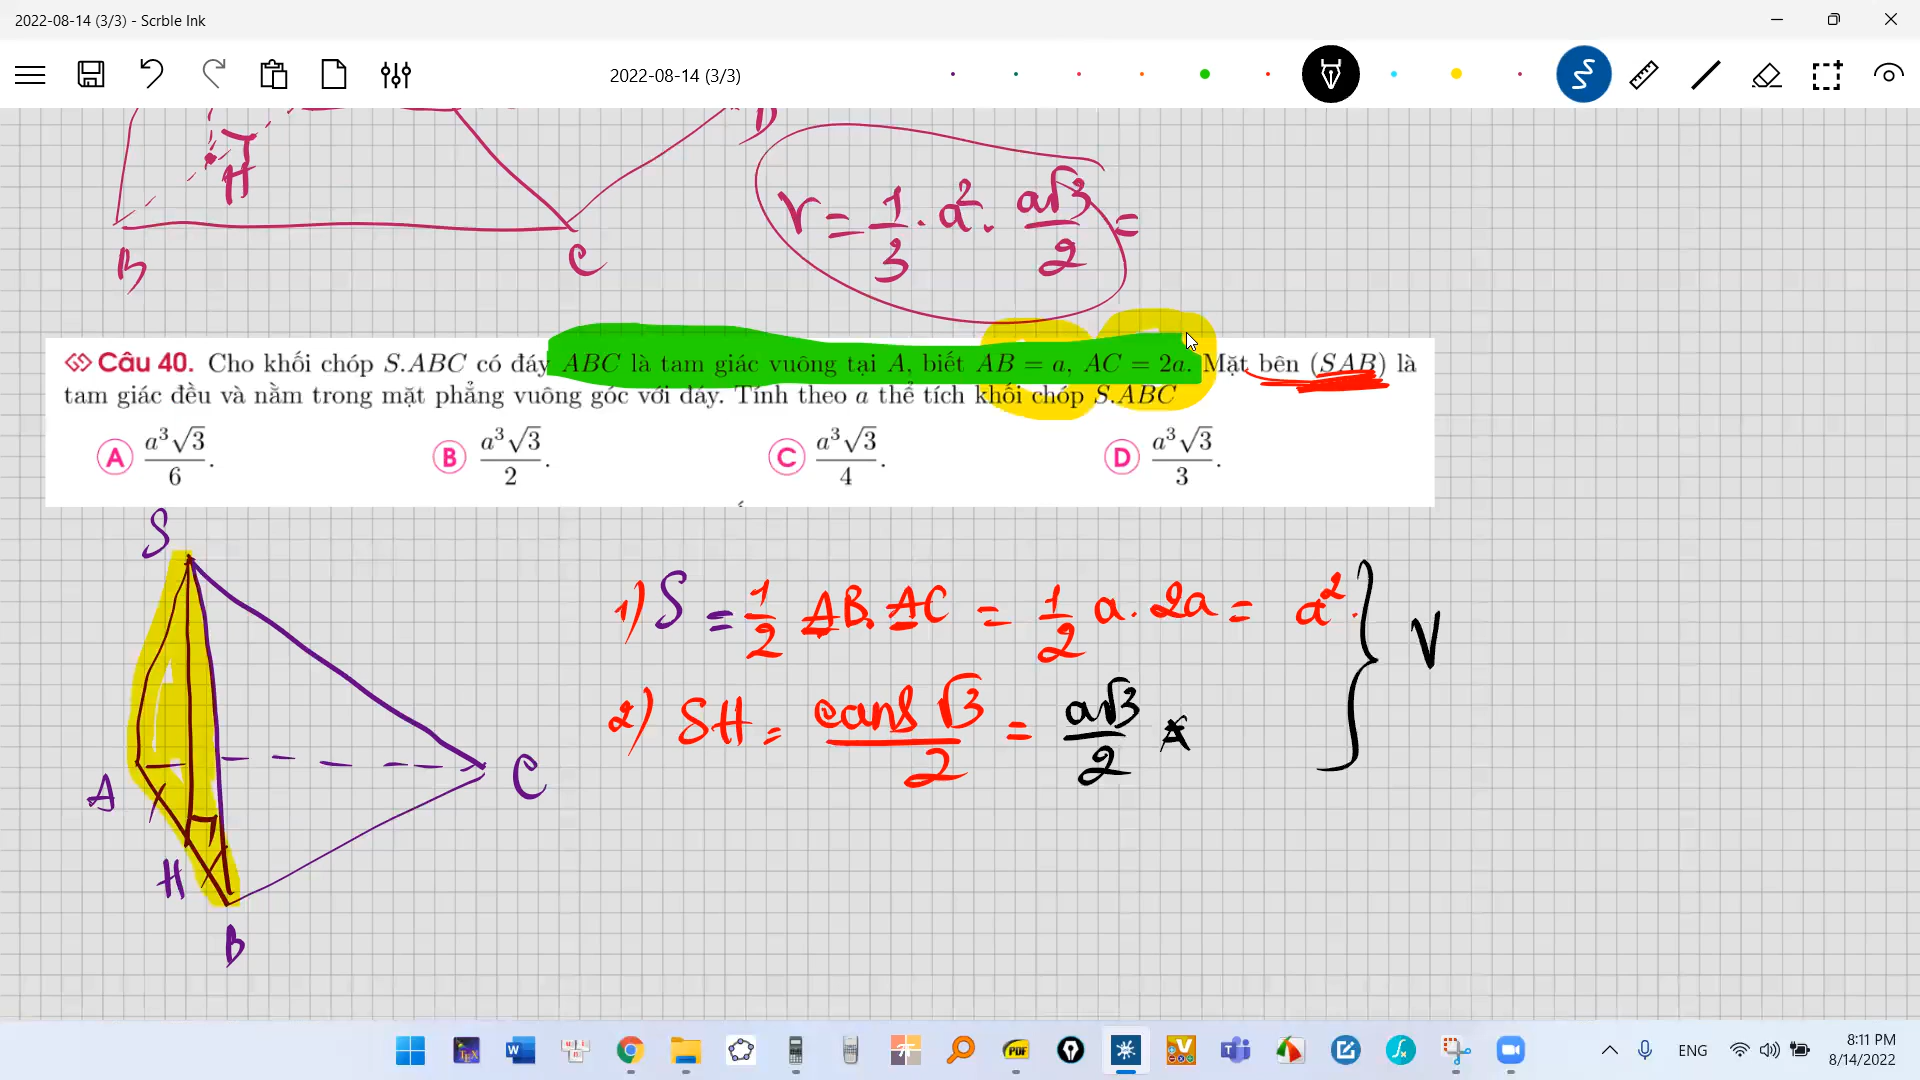 2022-08-14 (3/3) - Scrble Ink
2022-08-14 (3/3)
D
H
B
C
V = 1/3 . a² . a√3/2 =
Câu 40. Cho khối chóp S.ABC có đáy ABC là tam giác vuông tại A, biết AB = a, AC = 2a. Mặt bên (SAB) là
tam giác đều và nằm trong mặt phẳng vuông góc với đáy. Tính theo a thể tích khối chóp S.ABC
A a³√3/6. B a³√3/2. C a³√3/4. D a³√3/3.
S
1) S = 1/2 AB. AC = 1/2 a. 2a = a².
V
2) SH = canh √3/2 = a√3/2
A
C
H
B
ENG
8:11 PM
8/14/2022